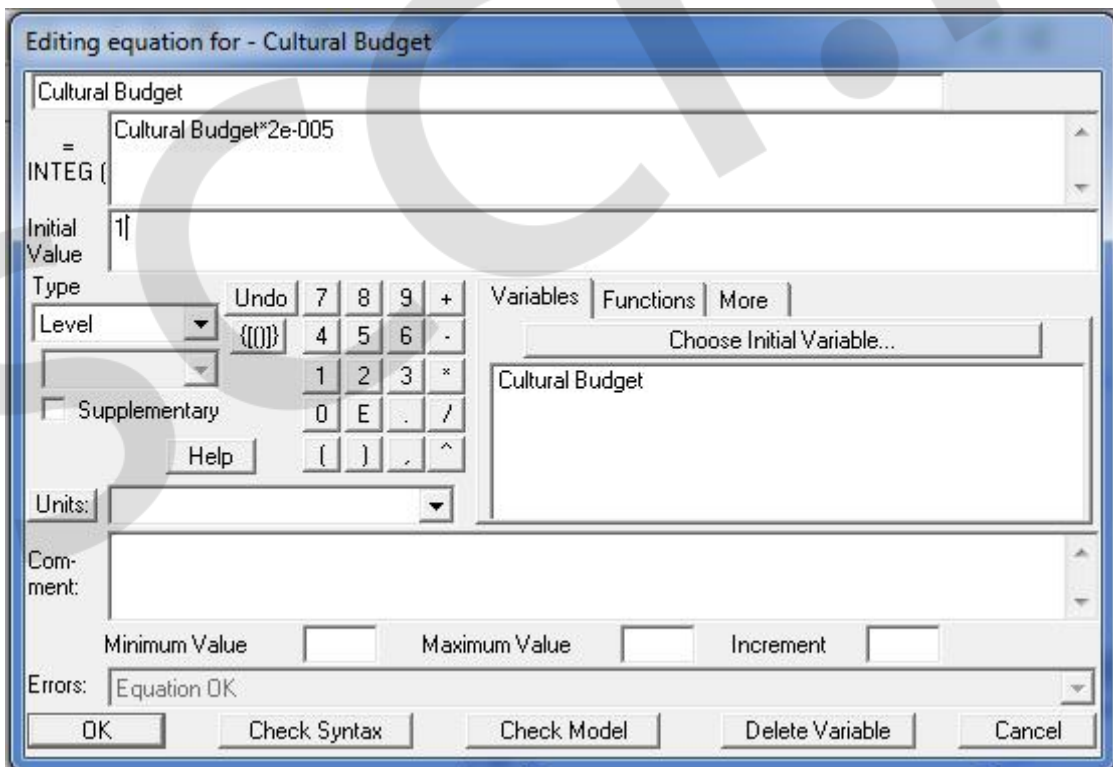 Editing equation for - Cultural Budget
Cultural Budget
= INTEG (
Cultural Budget*2e-005
Initial Value
1
Type
Level
Undo 7 8 9 +
{[()]} 4 5 6 -
1 2 3 *
Supplementary
0 E . /
Help
( ) , ^
Variables Functions More
Choose Initial Variable...
Cultural Budget
Units:
Com-
ment:
Minimum Value Maximum Value Increment
Errors: Equation OK
OK Check Syntax Check Model Delete Variable Cancel